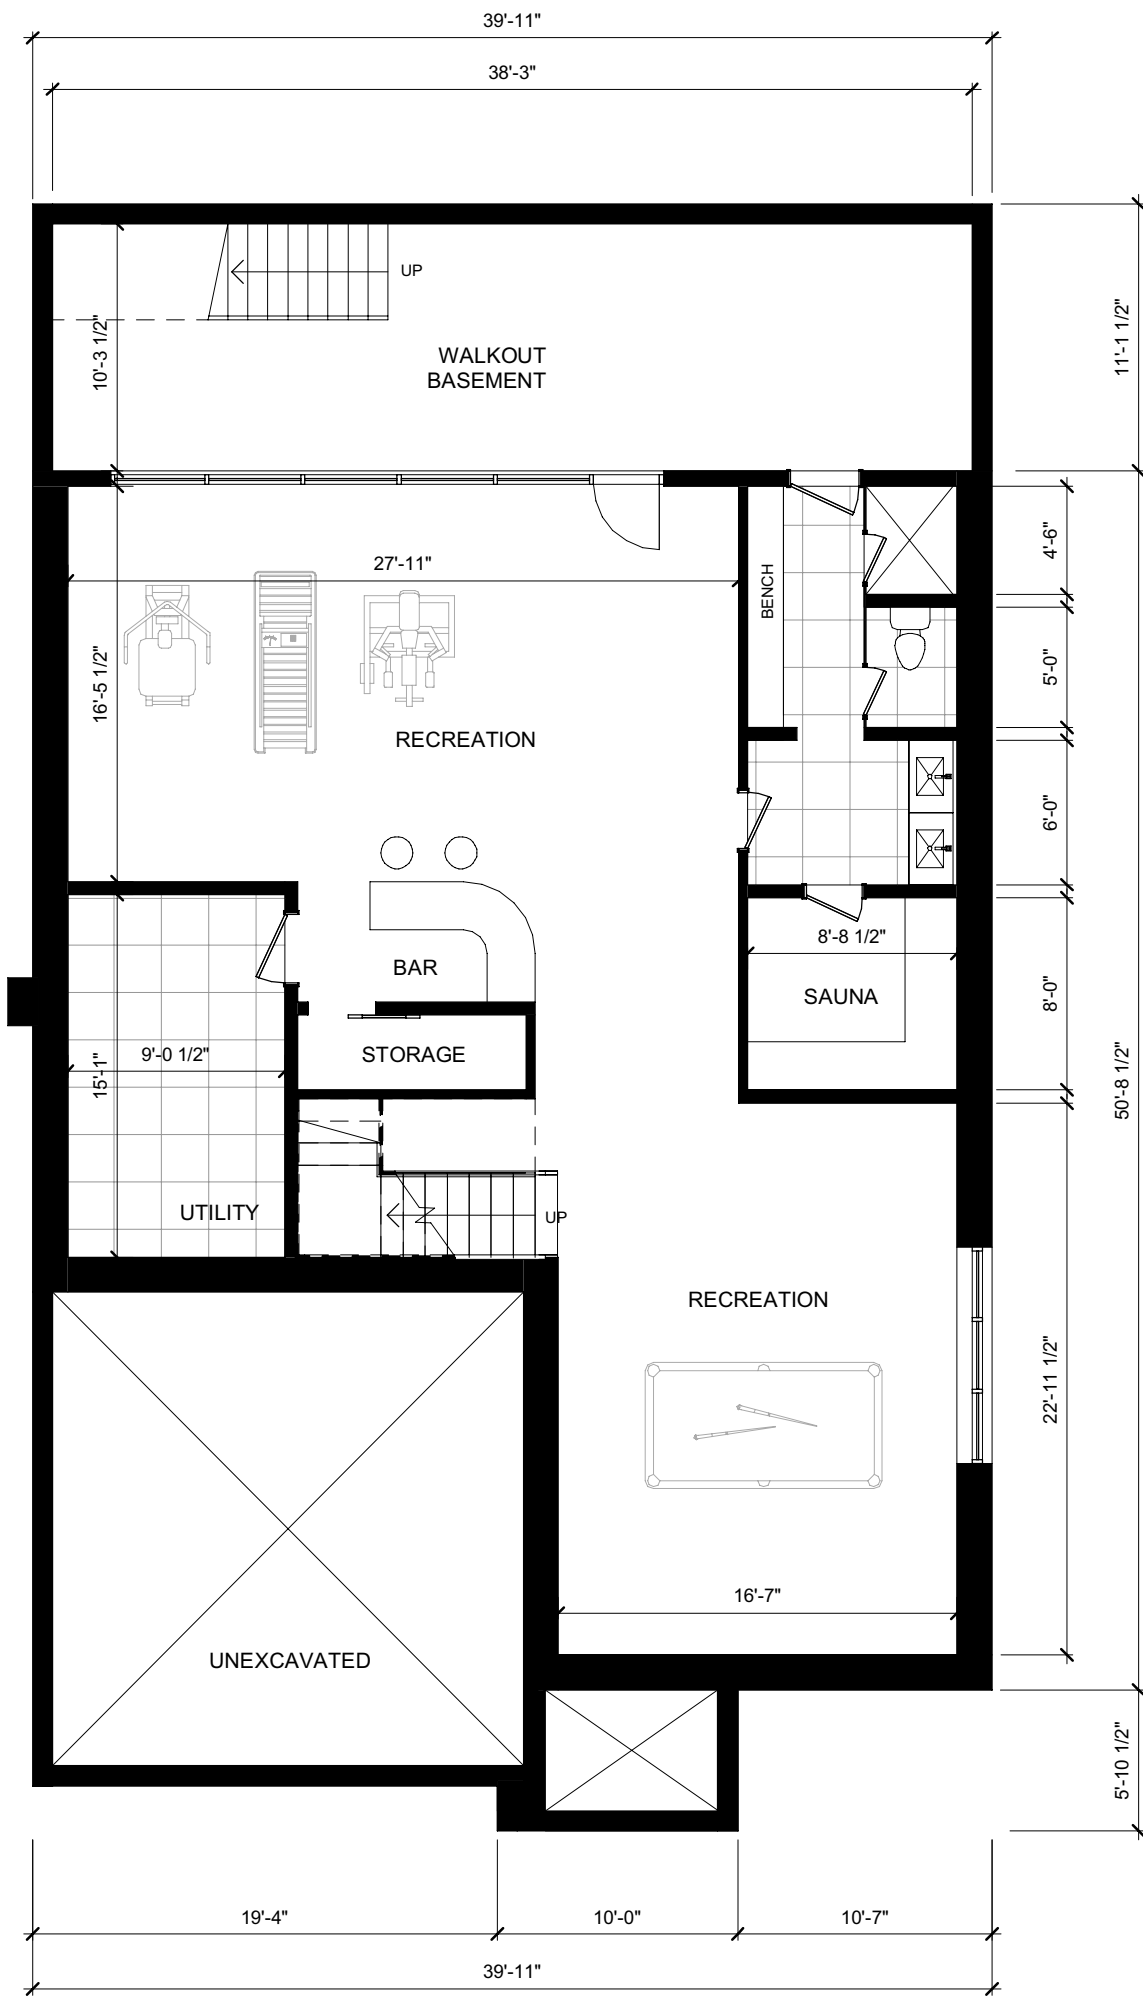 39'-11"
38'-3"
UP
10'-3 1/2"
11'-1 1/2"
WALKOUT
BASEMENT
4'-6"
27'-11"
BENCH
16'-5 1/2"
5'-0"
RECREATION
6'-0"
8'-8 1/2"
BAR
SAUNA
8'-0"
STORAGE
9'-0 1/2"
15'-1"
50'-8 1/2"
UTILITY
UP
RECREATION
22'-11 1/2"
16'-7"
UNEXCAVATED
5'-10 1/2"
19'-4"
10'-0"
10'-7"
39'-11"